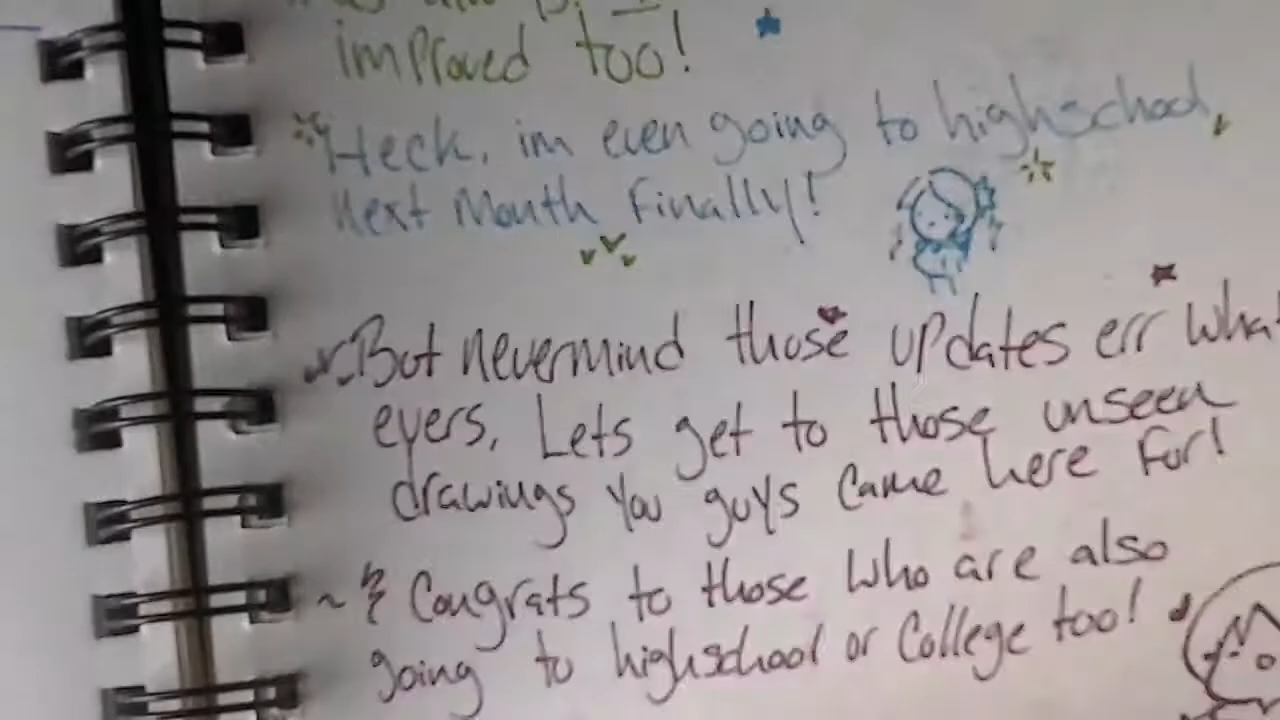 improved too!
Heck, im even going to highschool,
next month finally!
But nevermind those updates err what
evers, Lets get to those unseen
drawings you guys came here for!
~ & Congrats to those who are also
going to highschool or College too!